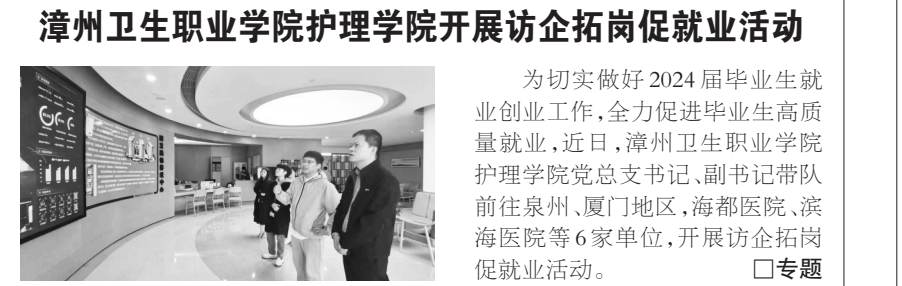 漳州卫生职业学院护理学院开展访企拓岗促就业活动
为切实做好2024届毕业生就
业创业工作,全力促进毕业生高质
量就业,近日,漳州卫生职业学院
护理学院党总支书记、副书记带队
前往泉州、厦门地区,海都医院、滨
海医院等6家单位,开展访企拓岗
促就业活动。 □专题